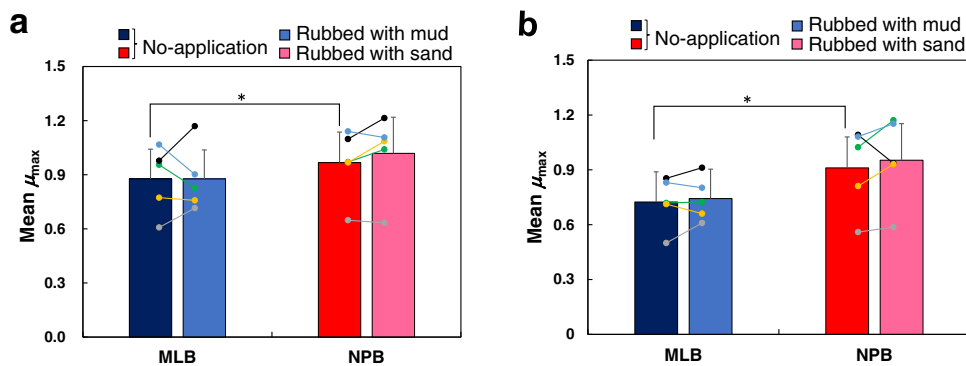 a
No-application
Rubbed with mud
Rubbed with sand
1.5
1.2
0.9
0.6
0.3
0.0
Mean μmax
*
MLB
NPB
b
No-application
Rubbed with mud
Rubbed with sand
1.5
1.2
0.9
0.6
0.3
0
Mean μmax
*
MLB
NPB